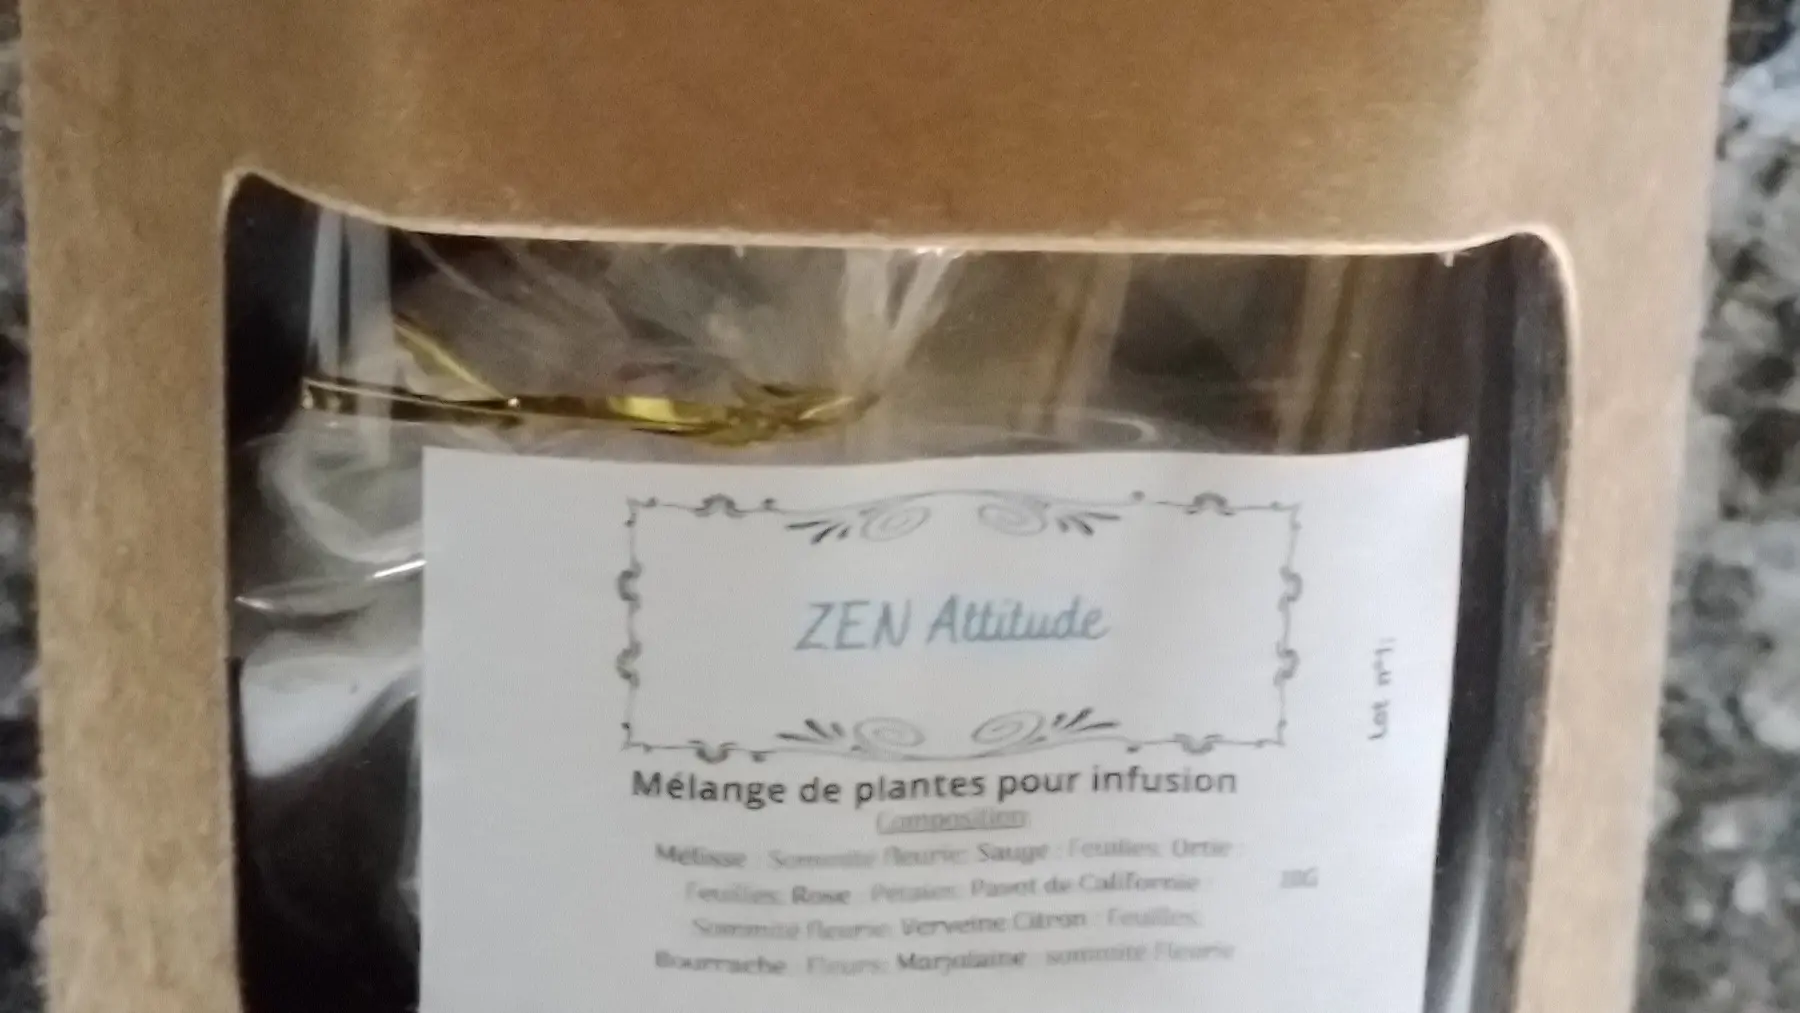 ZEN Attitude
Lot n°1
Mélange de plantes pour infusion
Composition
Mélisse : Sommité fleurie; Sauge : Feuilles; Ortie :
Feuilles; Rose : Pétales; Pavot de Californie :
Sommité fleurie; Verveine Citron : Feuilles;
Bourrache : Fleurs; Marjolaine : sommité Fleurie